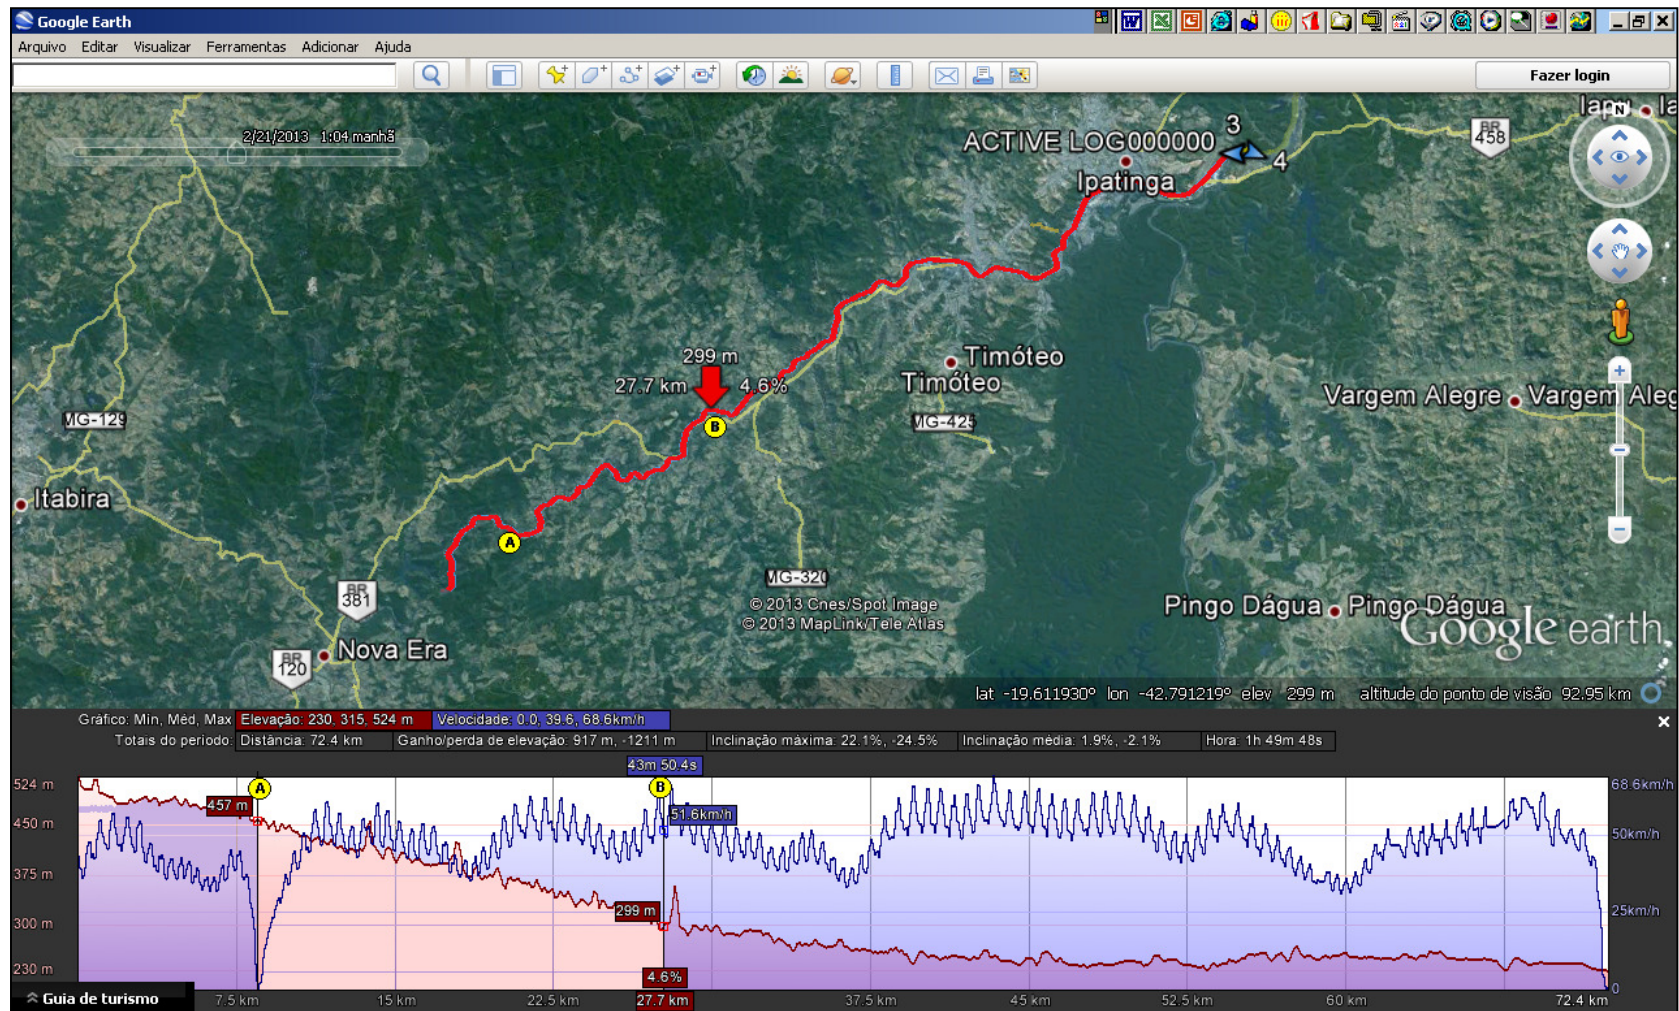 Google Earth
Arquivo Editar Visualizar Ferramentas Adicionar Ajuda
Fazer login
2/21/2013 1:04 manhã
ACTIVE LOG000000
3
4
Ipatinga
BR
458
N
299 m
27.7 km 4.6%
B
A
Timóteo
Timóteo
MG-425
Vargem Alegre
MG-129
Itabira
MG-320
BR
381
Nova Era
BR
120
© 2013 Cnes/Spot Image
© 2013 MapLink/Tele Atlas
Pingo Dágua Pingo Dágua
Google earth
lat -19.611930° lon -42.791219° elev 299 m altitude do ponto de visão 92.95 km
Gráfico: Min, Méd, Max Elevação: 230, 315, 524 m Velocidade: 0.0, 39.6, 68.6km/h
Totais do período: Distância: 72.4 km Ganho/perda de elevação: 917 m, -1211 m Inclinação máxima: 22.1%, -24.5% Inclinação média: 1.9%, -2.1% Hora: 1h 49m 48s
43m 50.4s
A
B
524 m
450 m
375 m
300 m
230 m
457 m
51.6km/h
299 m
4.6%
68.6km/h
50km/h
25km/h
0
Guia de turismo
7.5 km 15 km 22.5 km 27.7 km 37.5 km 45 km 52.5 km 60 km 72.4 km